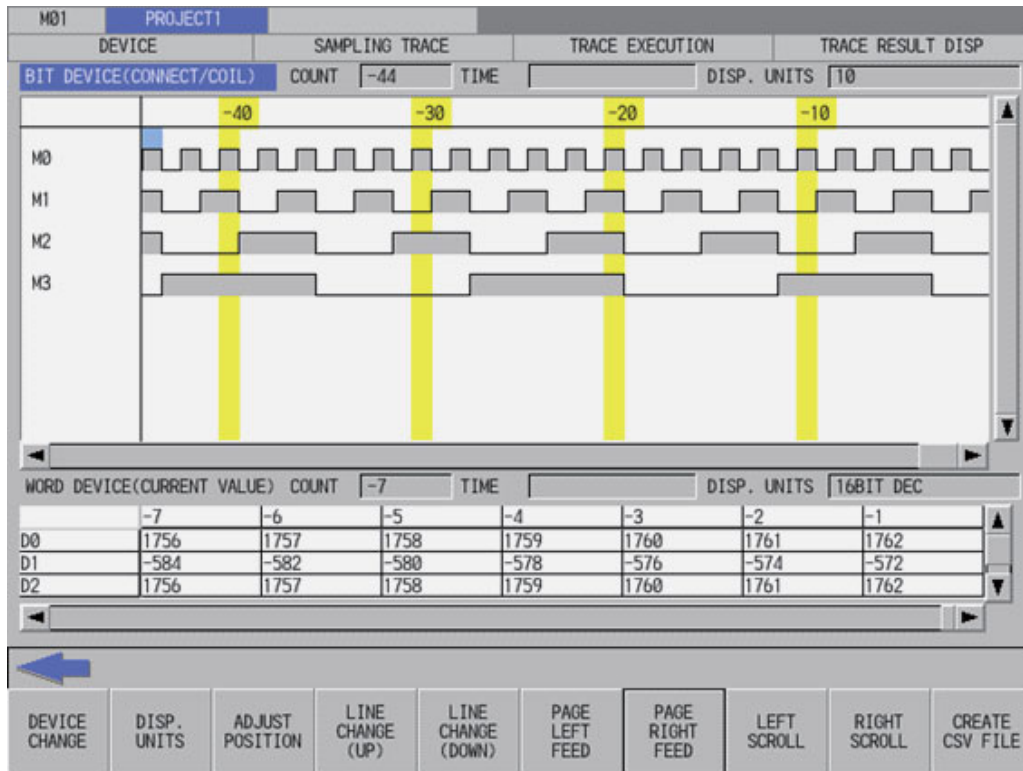 MØ1 PROJECT1
DEVICE SAMPLING TRACE TRACE EXECUTION TRACE RESULT DISP
BIT DEVICE(CONNECT/COIL) COUNT -44 TIME DISP. UNITS 10
-40 -30 -20 -10
MØ
M1
M2
M3
WORD DEVICE(CURRENT VALUE) COUNT -7 TIME DISP. UNITS 16BIT DEC
-7 -6 -5 -4 -3 -2 -1
DØ 1756 1757 1758 1759 1760 1761 1762
D1 -584 -582 -580 -578 -576 -574 -572
D2 1756 1757 1758 1759 1760 1761 1762
DEVICE CHANGE
DISP. UNITS
ADJUST POSITION
LINE CHANGE (UP)
LINE CHANGE (DOWN)
PAGE LEFT FEED
PAGE RIGHT FEED
LEFT SCROLL
RIGHT SCROLL
CREATE CSV FILE